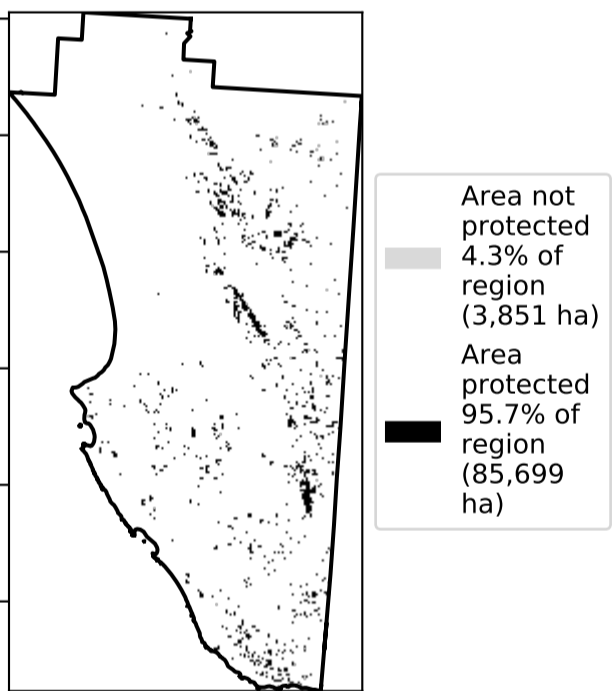 Area not
protected
4.3% of
region
(3,851 ha)
Area
protected
95.7% of
region
(85,699
ha)